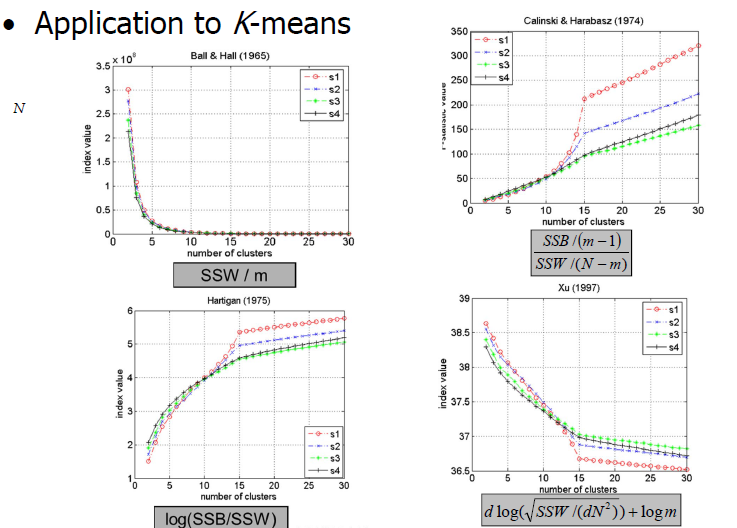 • Application to K-means
N
Ball & Hall (1965)
x 10⁸
3.5
3
2.5
2
1.5
1
0.5
0
index value
0 5 10 15 20 25 30
number of clusters
s1
s2
s3
s4
SSW / m
Calinski & Harabasz (1974)
350
300
250
200
150
100
50
0
value
0 5 10 15 20 25 30
number of clusters
s1
s2
s3
s4
SSB /(m − 1)
SSW /(N − m)
Hartigan (1975)
6
5
4
3
2
1
index value
0 5 10 15 20 25 30
number of clusters
s1
s2
s3
s4
log(SSB/SSW)
Xu (1997)
39
38.5
38
37.5
37
36.5
index value
0 5 10 15 20 25 30
number of clusters
s1
s2
s3
s4
d log(√SSW /(dN²)) + log m